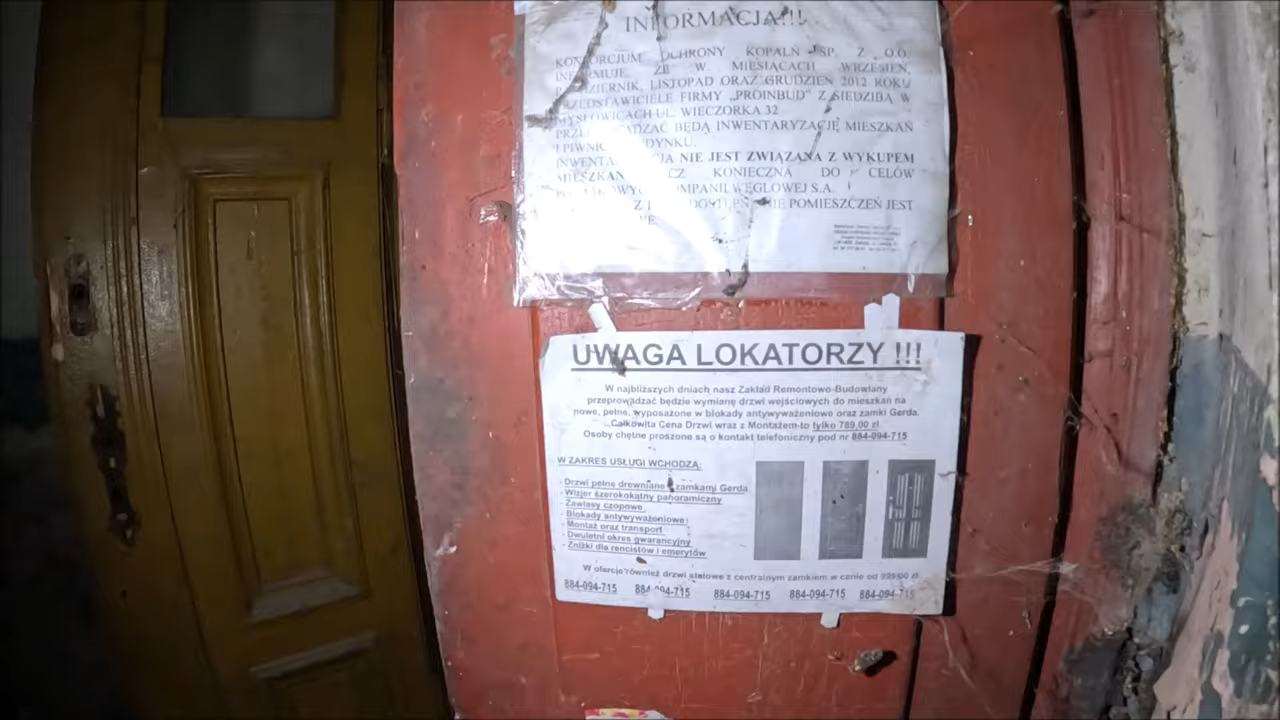 INFORMACJA!!!
KONSORCJUM OCHRONY KOPALŃ SP. Z O.O.
INFORMUJE, ŻE W MIESIĄCACH WRZESIEŃ,
PAŹDZIERNIK, LISTOPAD ORAZ GRUDZIEŃ 2012 ROKU
PRZEDSTAWICIELE FIRMY „PROINBUD" Z SIEDZIBĄ W
MYSŁOWICACH UL. WIECZORKA 32
BĘDĄ INWENTARYZACJĘ MIESZKAŃ
I PIWNIC
NIE JEST ZWIĄZANA Z WYKUPEM
MIESZKAŃ KONIECZNA DO CELÓW
KOMPANII WĘGLOWEJ S.A.
Z POMIESZCZEŃ JEST
UWAGA LOKATORZY !!!
W najbliższych dniach nasz Zakład Remontowo-Budowlany
przeprowadzać będzie wymianę drzwi wejściowych do mieszkań na
nowe, pełne, wyposażone w blokady antywyważeniowe oraz zamki Gerda.
Całkowita Cena Drzwi wraz z Montażem to tylko 789,00 zł
Osoby chętne proszone są o kontakt telefoniczny pod nr 884-094-715
W ZAKRES USŁUGI WCHODZĄ:
- Drzwi pełne drewniane z zamkami Gerda
- Wizjer szerokokątny panoramiczny
- Zawiasy czopowe
- Blokady antywyważeniowe
- Montaż oraz transport
- Dwuletni okres gwarancyjny
- Zniżki dla rencistów i emerytów
W ofercie również drzwi stalowe z centralnym zamkiem w cenie od 999,00 zł
884-094-715 884-094-715 884-094-715 884-094-715 884-094-715